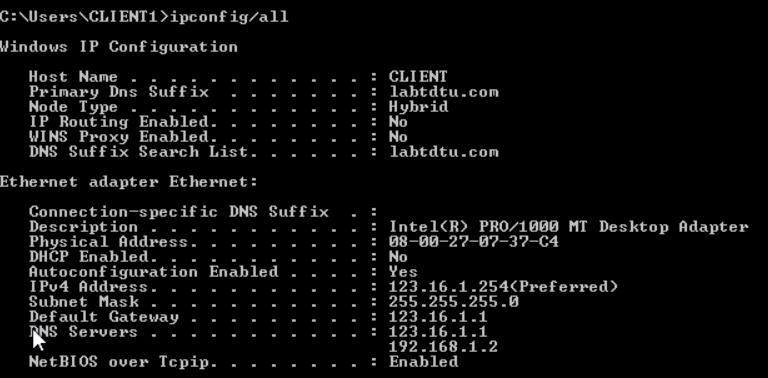 C:\Users\CLIENT1>ipconfig/all
Windows IP Configuration
Host Name . . . . . . . . . . . . : CLIENT
Primary Dns Suffix  . . . . . . . : labtdtu.com
Node Type . . . . . . . . . . . . : Hybrid
IP Routing Enabled. . . . . . . . : No
WINS Proxy Enabled. . . . . . . . : No
DNS Suffix Search List. . . . . . : labtdtu.com
Ethernet adapter Ethernet:
Connection-specific DNS Suffix  . :
Description . . . . . . . . . . . : Intel(R) PRO/1000 MT Desktop Adapter
Physical Address. . . . . . . . . : 08-00-27-07-37-C4
DHCP Enabled. . . . . . . . . . . : No
Autoconfiguration Enabled . . . . : Yes
IPv4 Address. . . . . . . . . . . : 123.16.1.254(Preferred)
Subnet Mask . . . . . . . . . . . : 255.255.255.0
Default Gateway . . . . . . . . . : 123.16.1.1
DNS Servers . . . . . . . . . . . : 123.16.1.1
192.168.1.2
NetBIOS over Tcpip. . . . . . . . : Enabled